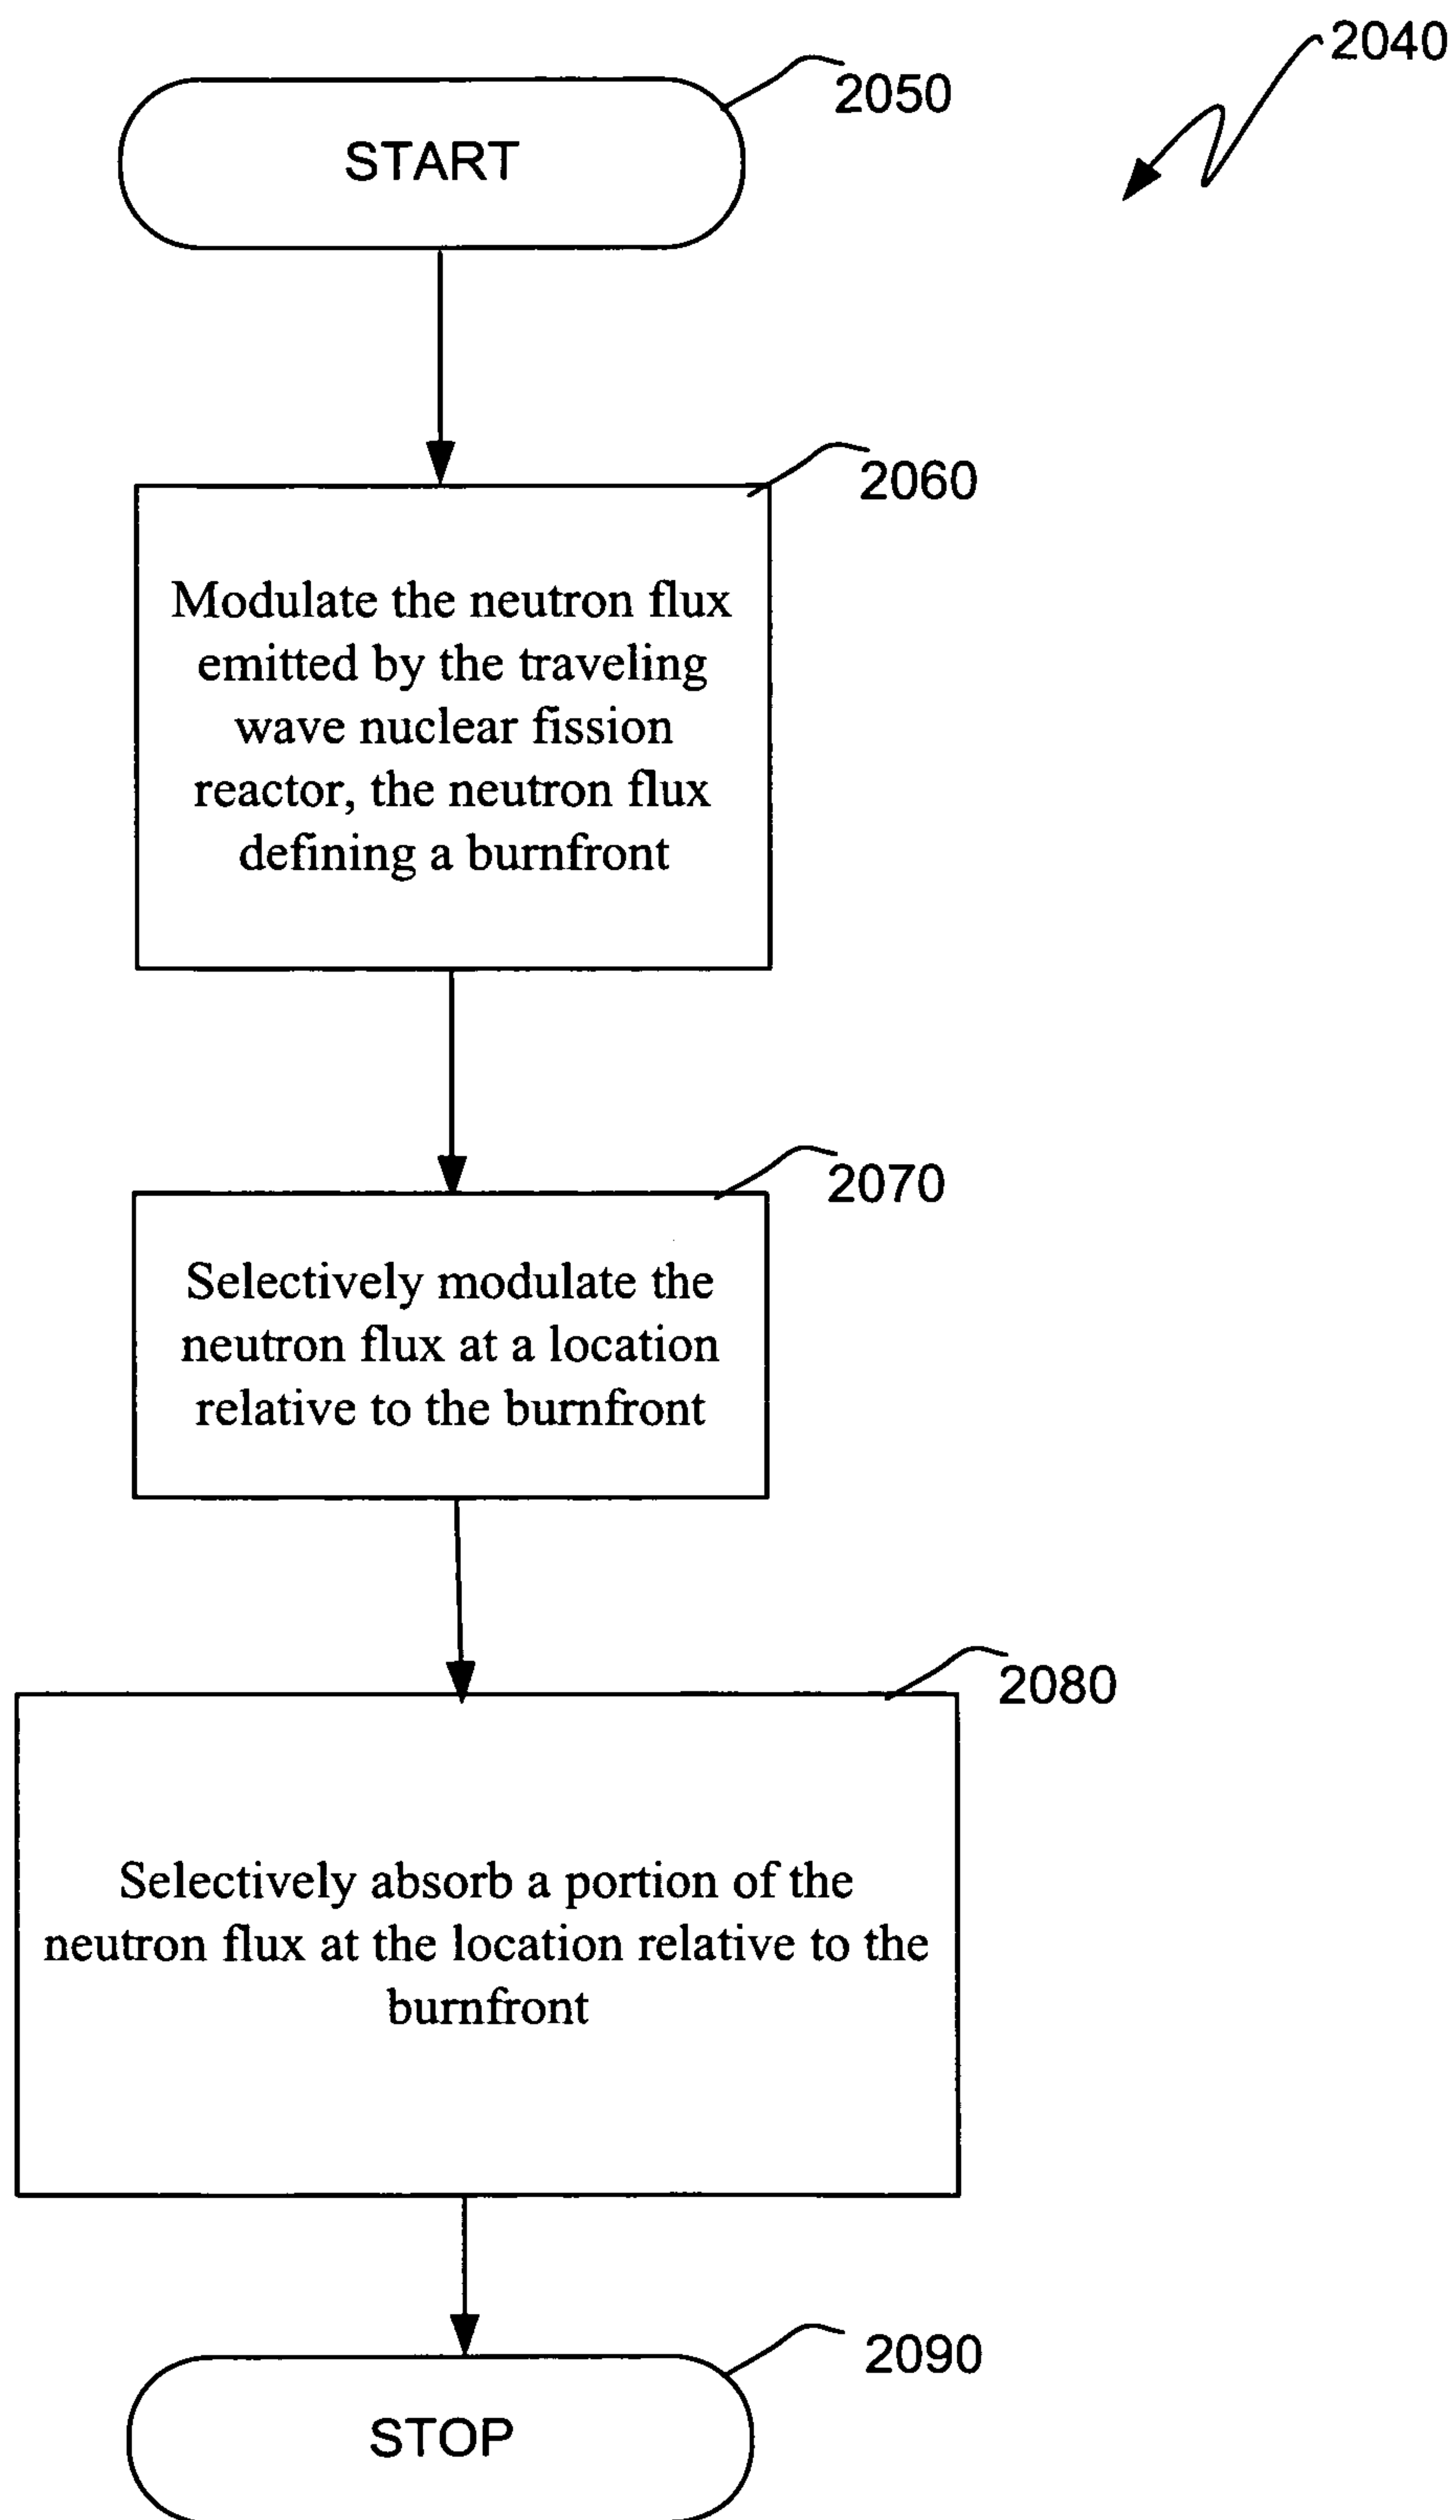 2040
START
2050
2060
Modulate the neutron flux
emitted by the traveling
wave nuclear fission
reactor, the neutron flux
defining a burnfront
2070
Selectively modulate the
neutron flux at a location
relative to the burnfront
2080
Selectively absorb a portion of the
neutron flux at the location relative to the
burnfront
2090
STOP